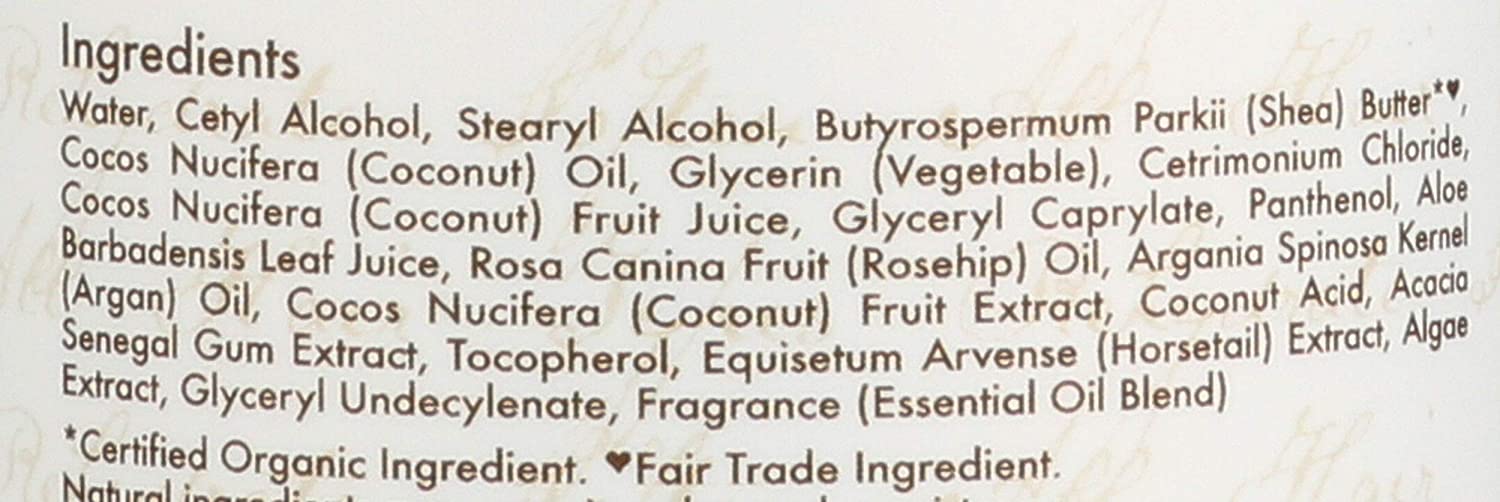 Ingredients
Water, Cetyl Alcohol, Stearyl Alcohol, Butyrospermum Parkii (Shea) Butter*♥,
Cocos Nucifera (Coconut) Oil, Glycerin (Vegetable), Cetrimonium Chloride,
Cocos Nucifera (Coconut) Fruit Juice, Glyceryl Caprylate, Panthenol, Aloe
Barbadensis Leaf Juice, Rosa Canina Fruit (Rosehip) Oil, Argania Spinosa Kernel
(Argan) Oil, Cocos Nucifera (Coconut) Fruit Extract, Coconut Acid, Acacia
Senegal Gum Extract, Tocopherol, Equisetum Arvense (Horsetail) Extract, Algae
Extract, Glyceryl Undecylenate, Fragrance (Essential Oil Blend)
*Certified Organic Ingredient. ♥Fair Trade Ingredient.
Natural